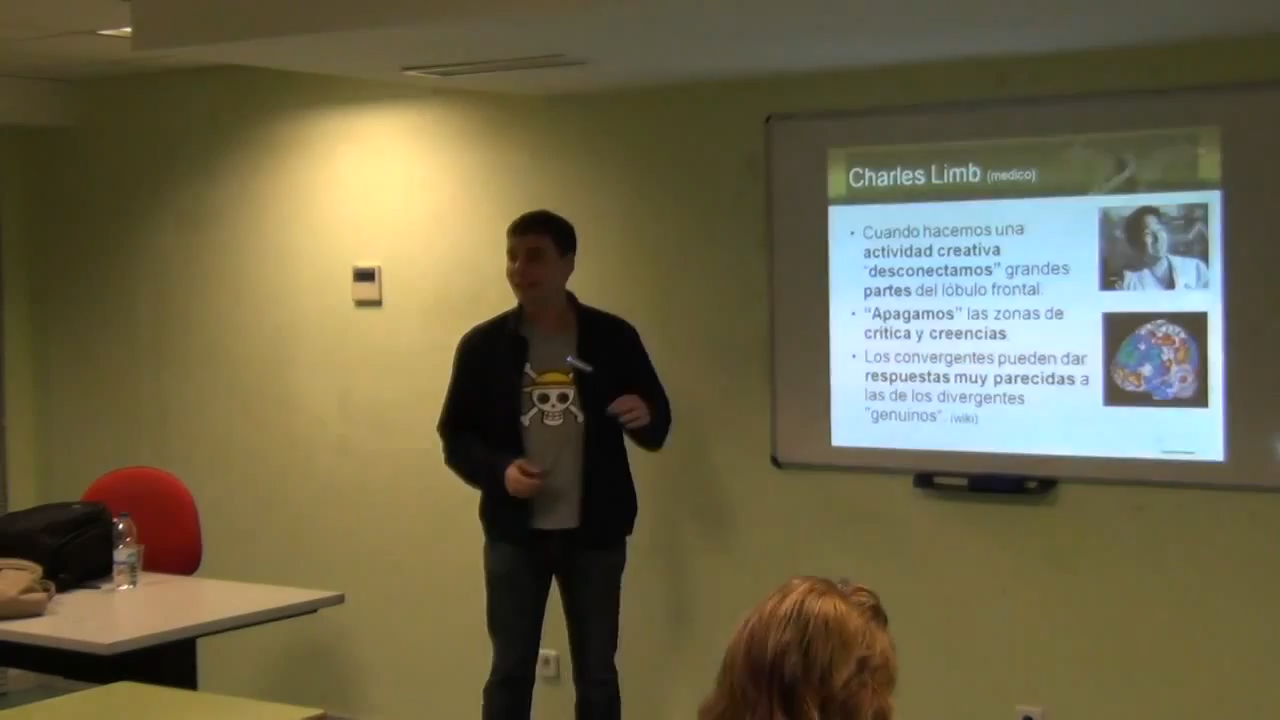 Charles Limb (medico)
• Cuando hacemos una
actividad creativa
"desconectamos" grandes
partes del lóbulo frontal.
• "Apagamos" las zonas de
critica y creencias.
• Los convergentes pueden dar
respuestas muy parecidas a
las de los divergentes
"genuinos". (wiki)